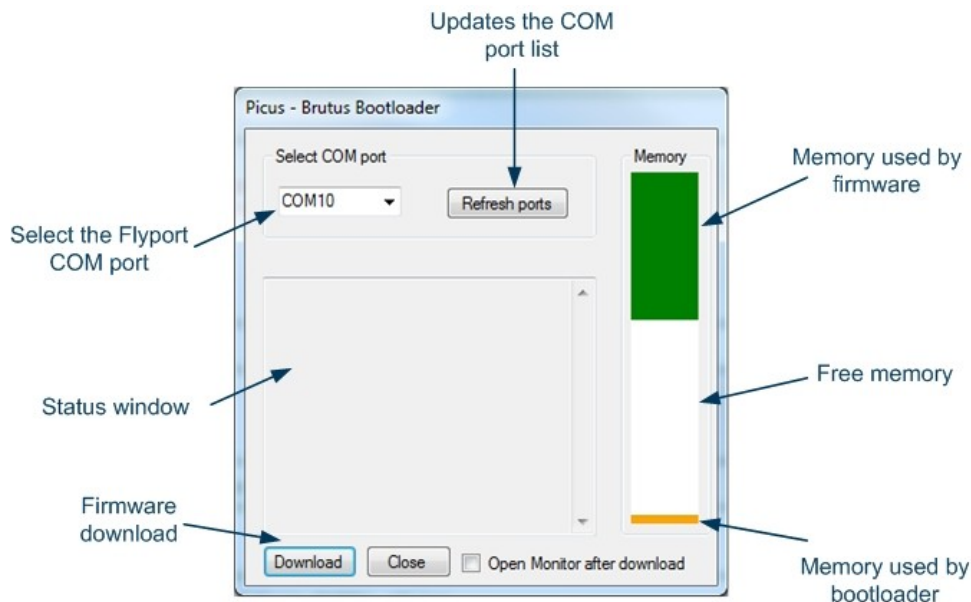 Updates the COM
port list
Picus - Brutus Bootloader
Select COM port
Memory
COM10
Refresh ports
Memory used by
firmware
Select the Flyport
COM port
Free memory
Status window
Firmware
download
Download
Close
Open Monitor after download
Memory used by
bootloader